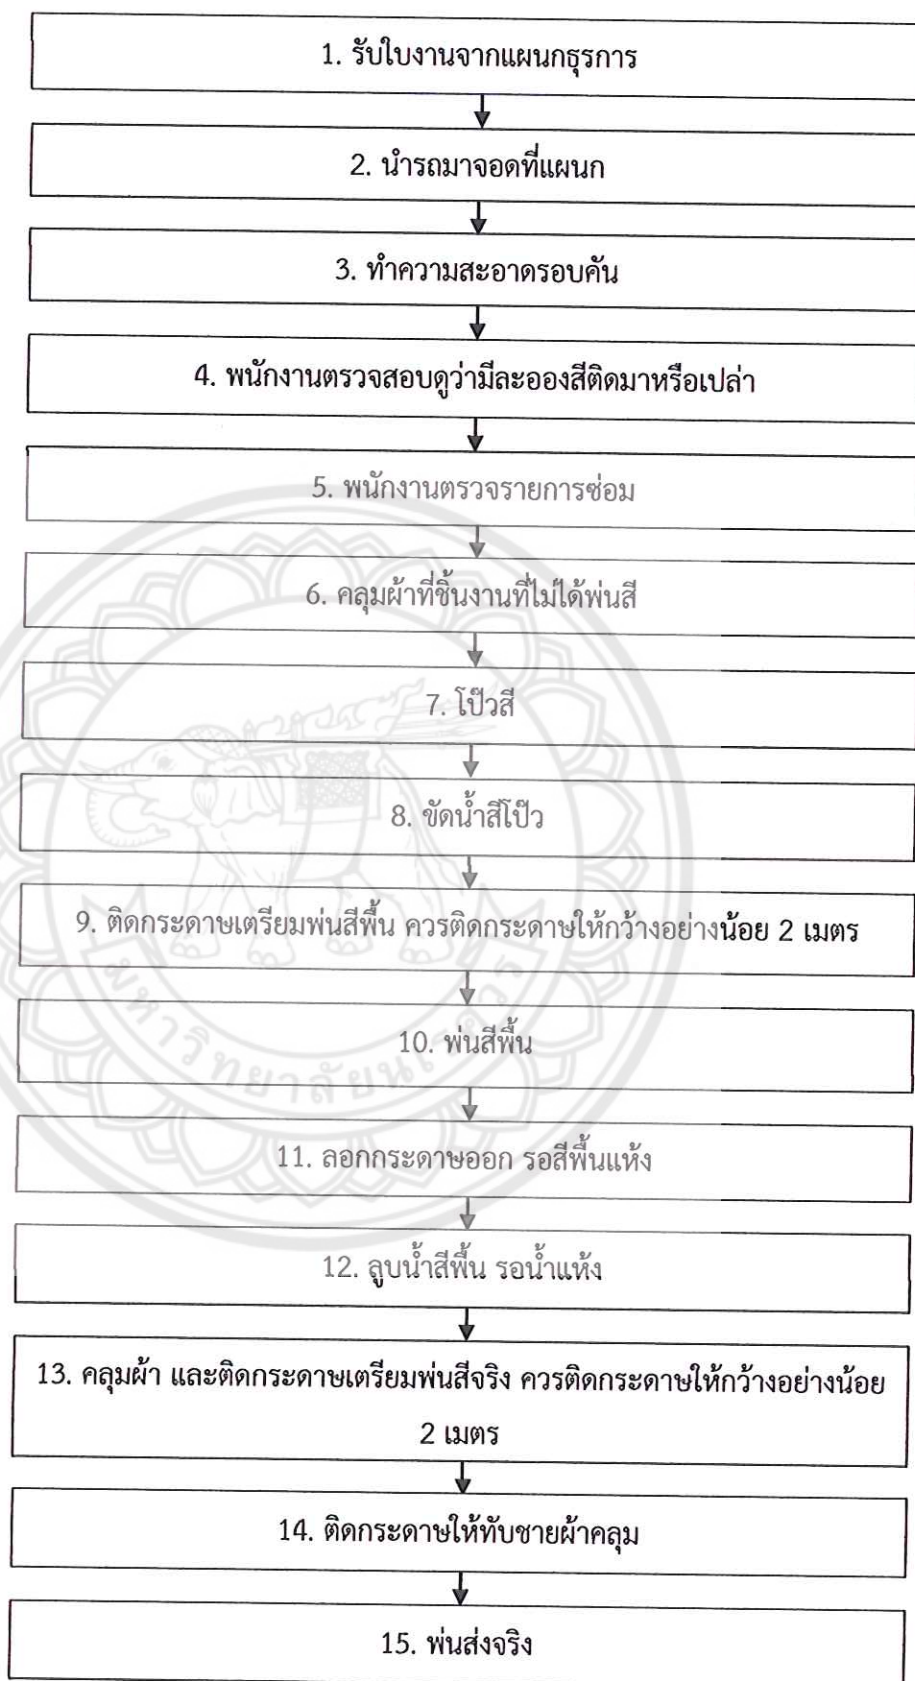 1. รับใบงานจากแผนกธุรการ
2. นำรถมาจอดที่แผนก
3. ทำความสะอาดรอบคัน
4. พนักงานตรวจสอบดูว่ามีละอองสีติดมาหรือเปล่า
5. พนักงานตรวจรายการซ่อม
6. คลุมผ้าที่ชิ้นงานที่ไม่ได้พ่นสี
7. โป๊วสี
8. ขัดน้ำสีโป๊ว
9. ติดกระดาษเตรียมพ่นสีพื้น ควรติดกระดาษให้กว้างอย่างน้อย 2 เมตร
10. พ่นสีพื้น
มหาวิทยาลัยนเรศวร
11. ลอกกระดาษออก รอสีพื้นแห้ง
12. ลูบน้ำสีพื้น รอน้ำแห้ง
13. คลุมผ้า และติดกระดาษเตรียมพ่นสีจริง ควรติดกระดาษให้กว้างอย่างน้อย
2 เมตร
14. ติดกระดาษให้ทับชายผ้าคลุม
15. พ่นส่งจริง